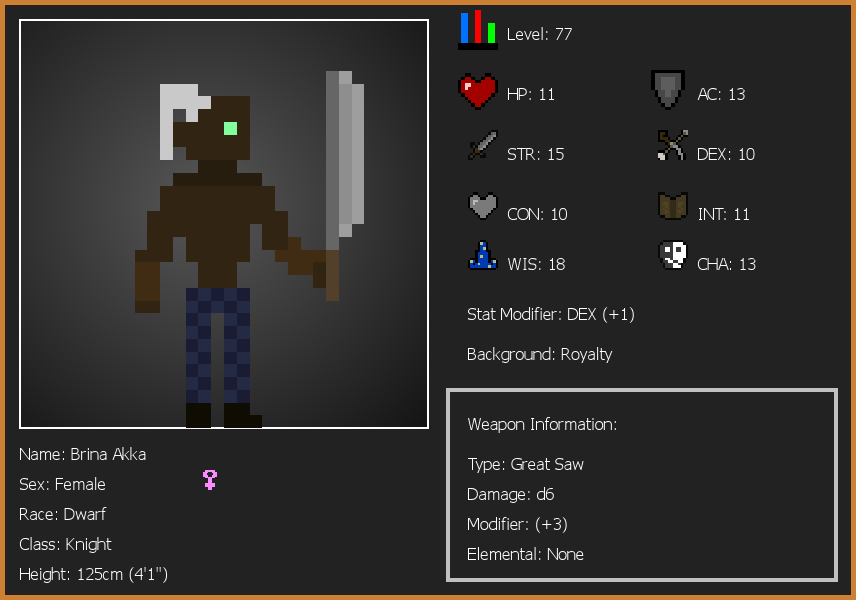 Level: 77
HP: 11
AC: 13
STR: 15
DEX: 10
CON: 10
INT: 11
WIS: 18
CHA: 13
Stat Modifier: DEX (+1)
Background: Royalty
Weapon Information:
Type: Great Saw
Damage: d6
Modifier: (+3)
Elemental: None
Name: Brina Akka
Sex: Female
Race: Dwarf
Class: Knight
Height: 125cm (4'1")